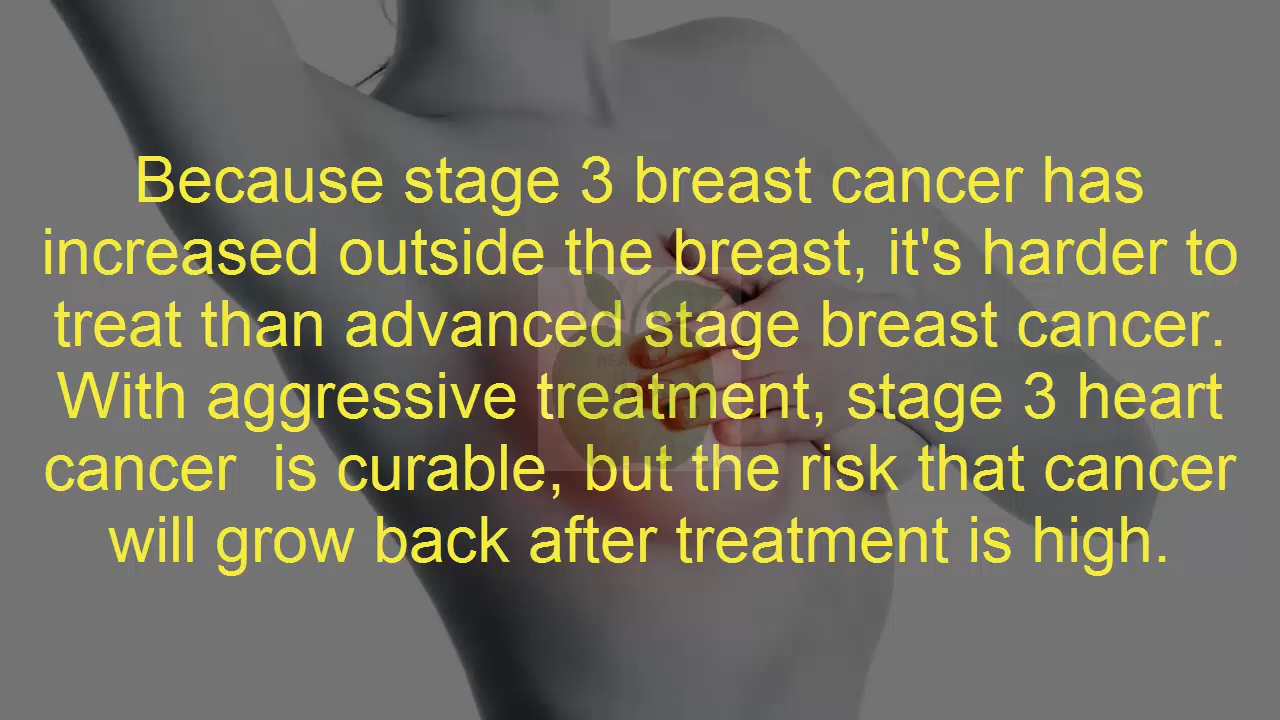 Because stage 3 breast cancer has
increased outside the breast, it's harder to
treat than advanced stage breast cancer.
With aggressive treatment, stage 3 heart
cancer  is curable, but the risk that cancer
will grow back after treatment is high.